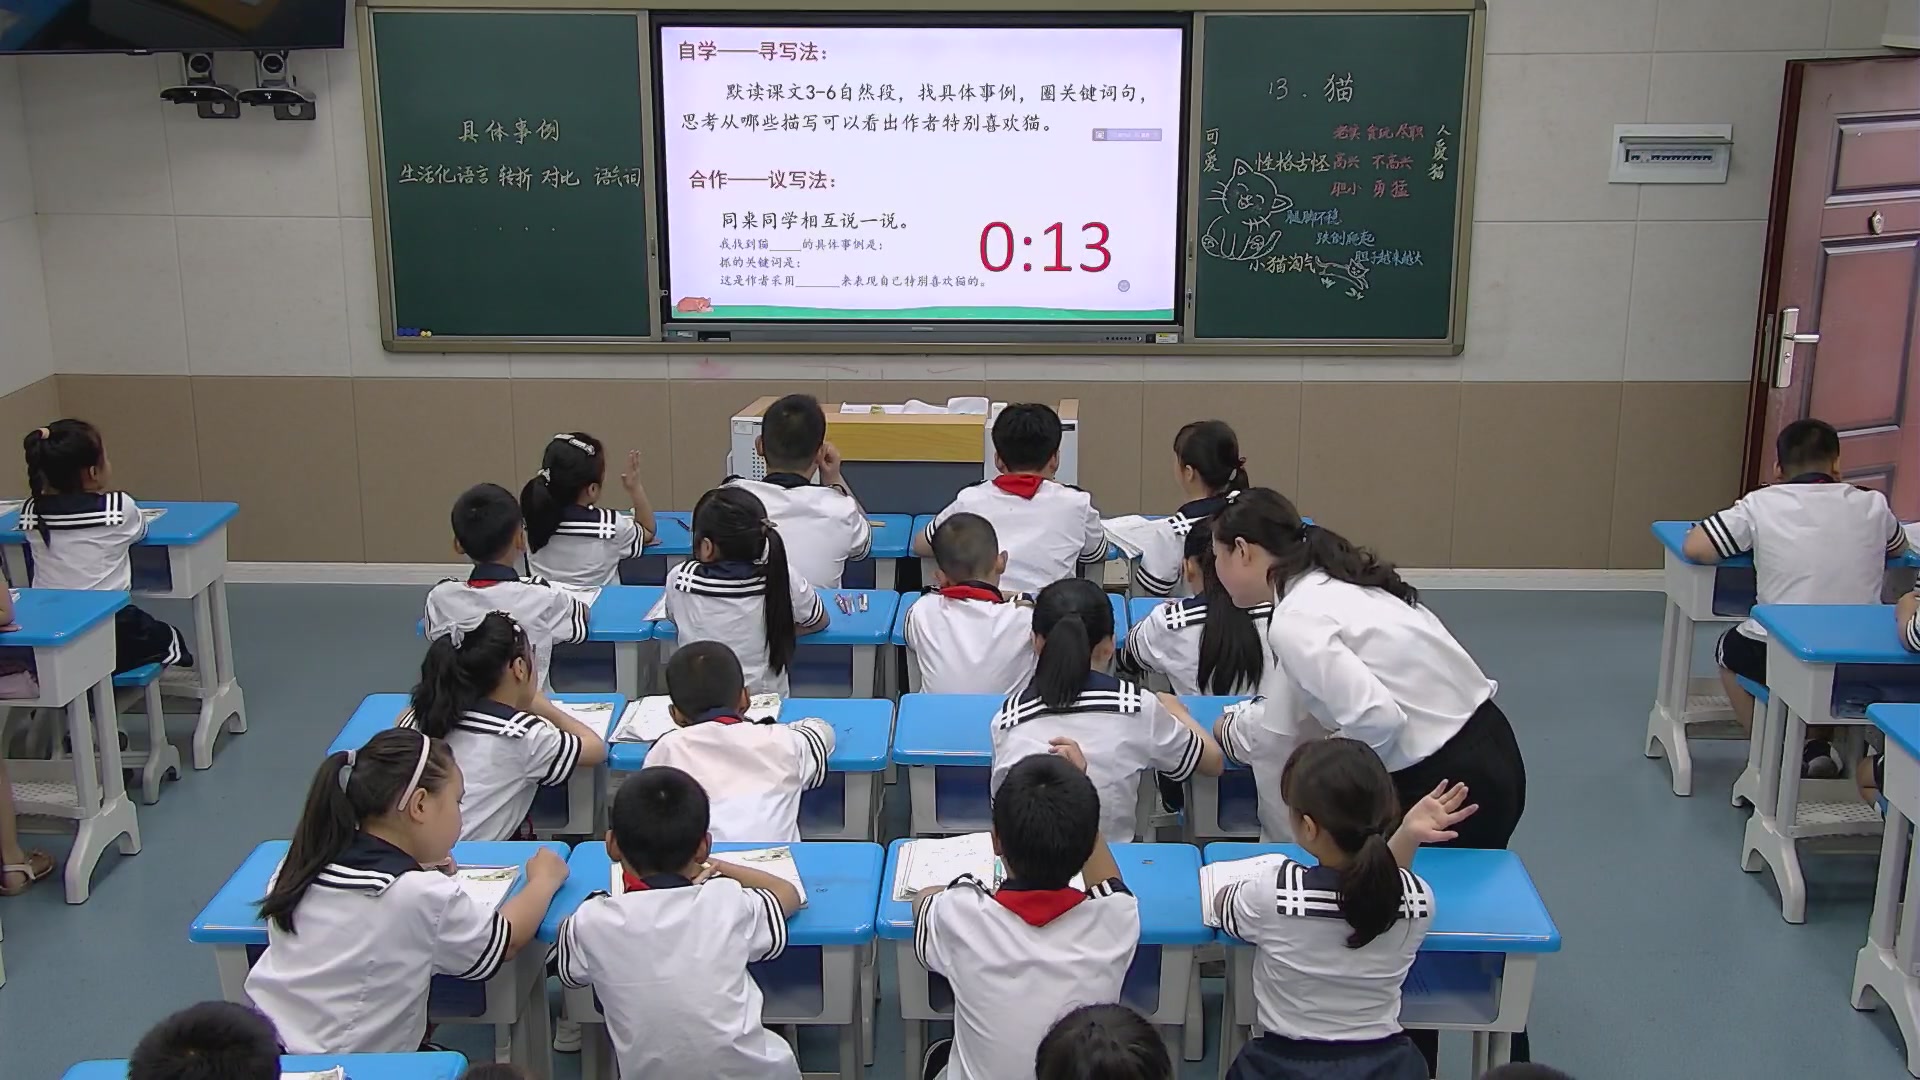 具体事例
生活化语言 转折 对比 语气词
....
自学——寻写法：
默读课文3-6自然段，找具体事例，圈关键词句，
思考从哪些描写可以看出作者特别喜欢猫。
合作——议写法：
同桌同学相互说一说。
我找到猫_____的具体事例是：
抓的关键词是：
这是作者采用_______来表现自己特别喜欢猫的。
0:13
13.猫
可爱
性格古怪
老实 贪玩 尽职
高兴 不高兴
胆小 勇猛
人爱猫
腿脚不稳
跌倒爬起
胆子越来越大
小猫淘气